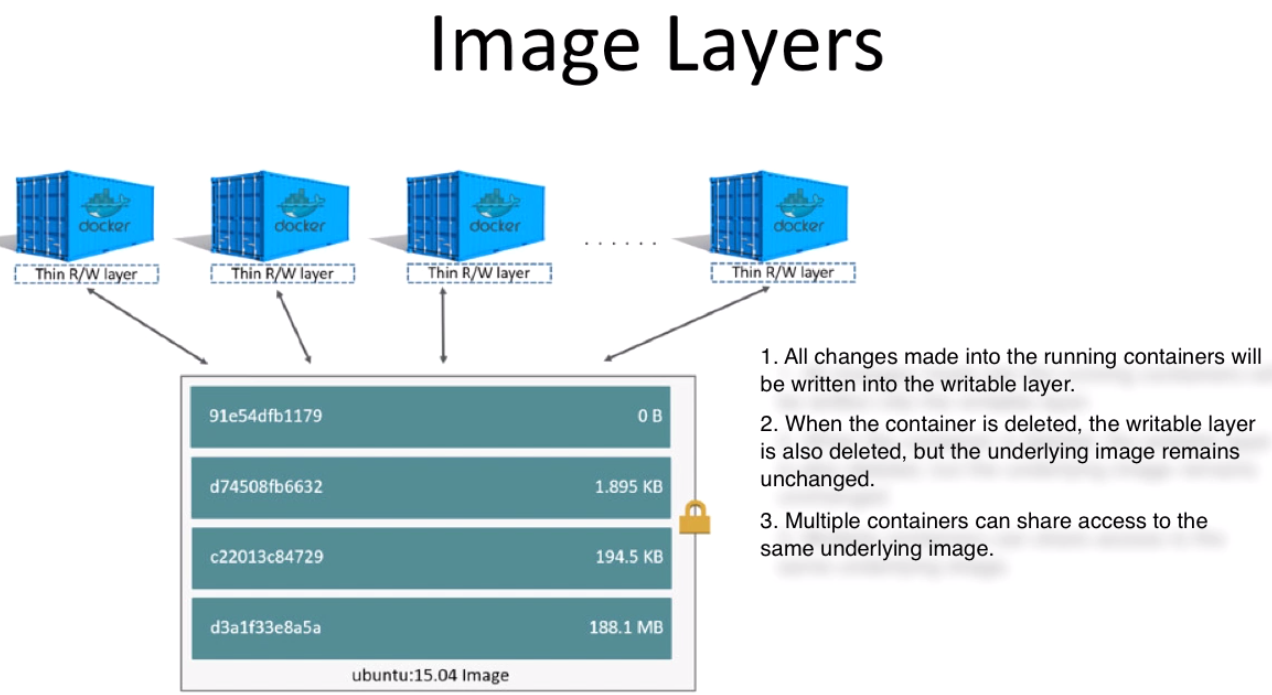 Image Layers
docker
docker
docker
docker
. . . . . .
Thin R/W layer
Thin R/W layer
Thin R/W layer
Thin R/W layer
91e54dfb1179 0 B
d74508fb6632 1.895 KB
c22013c84729 194.5 KB
d3a1f33e8a5a 188.1 MB
ubuntu:15.04 Image
1. All changes made into the running containers will
be written into the writable layer.
2. When the container is deleted, the writable layer
is also deleted, but the underlying image remains
unchanged.
3. Multiple containers can share access to the
same underlying image.